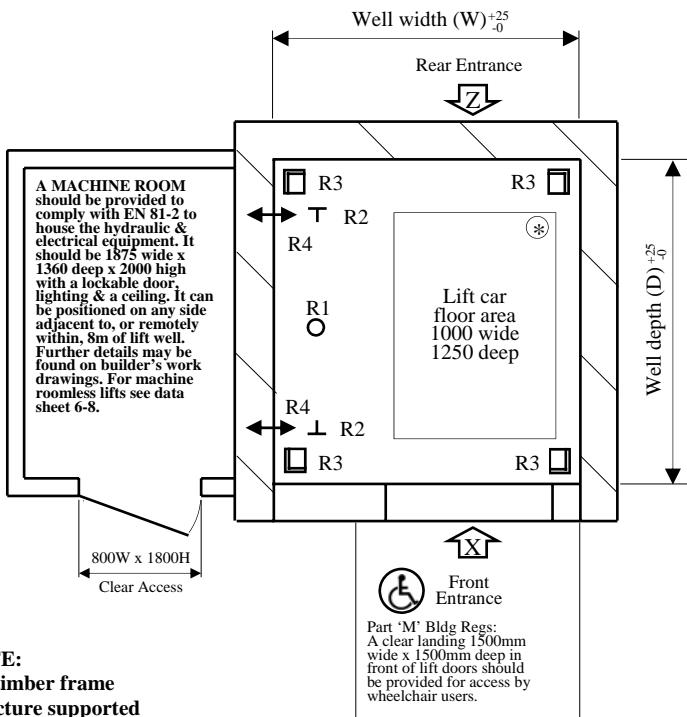 Well width (W) +25 -0
Rear Entrance
Z
A MACHINE ROOM
should be provided to
comply with EN 81-2 to
house the hydraulic &
electrical equipment. It
should be 1875 wide x
1360 deep x 2000 high
with a lockable door,
lighting & a ceiling. It can
be positioned on any side
adjacent to, or remotely
within, 8m of lift well.
Further details may be
found on builder's work
drawings. For machine
roomless lifts see data
sheet 6-8.
R3
R3
R2
R4
*
R1
Lift car
floor area
1000 wide
1250 deep
Well depth (D) +25 -0
R4
R2
R3
R3
800W x 1800H
Clear Access
X
Front
Entrance
Part ‘M’ Bldg Regs:
A clear landing 1500mm
wide x 1500mm deep in
front of lift doors should
be provided for access by
wheelchair users.
TE:
imber frame
cture supported